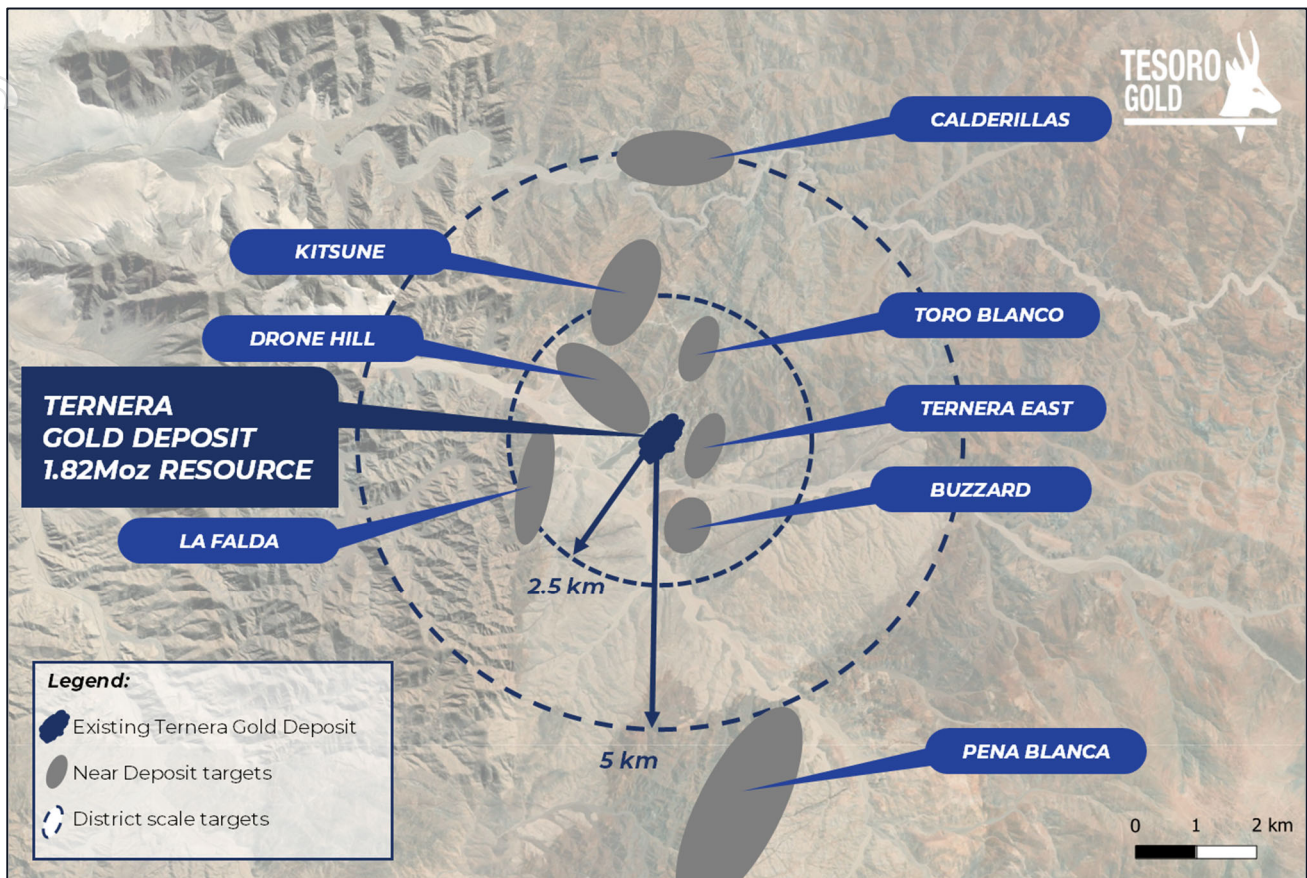 TESORO
GOLD
CALDERILLAS
KITSUNE
TORO BLANCO
DRONE HILL
TERNERA
GOLD DEPOSIT
1.82Moz RESOURCE
TERNERA EAST
BUZZARD
LA FALDA
2.5 km
5 km
PENA BLANCA
Legend:
Existing Ternera Gold Deposit
Near Deposit targets
District scale targets
0 1 2 km